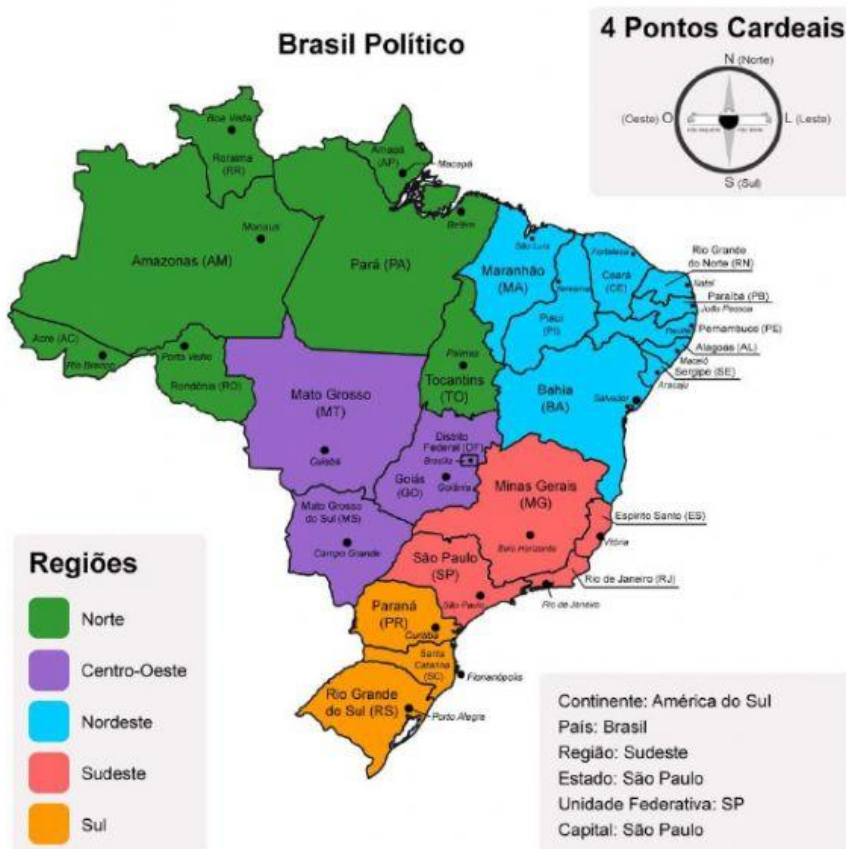 Brasil Político
4 Pontos Cardeais
N (Norte)
(Oeste) O
L (Leste)
S (Sul)
Boa Vista
Roraima
(RR)
Amapá
(AP)
Macapá
Manaus
Amazonas (AM)
Belém
Pará (PA)
São Luís
Maranhão
(MA)
Fortaleza
Ceará
(CE)
Teresina
Piauí
(PI)
Rio Grande
do Norte (RN)
Natal
Paraíba (PB)
João Pessoa
Recife
Pernambuco (PE)
Alagoas (AL)
Maceió
Sergipe (SE)
Aracaju
Acre (AC)
Rio Branco
Porto Velho
Rondônia (RO)
Palmas
Tocantins
(TO)
Mato Grosso
(MT)
Cuiabá
Bahia
(BA)
Salvador
Distrito
Federal (DF)
Brasília
Goiás
(GO)
Goiânia
Minas Gerais
(MG)
Belo Horizonte
Mato Grosso
do Sul (MS)
Campo Grande
Espirito Santo (ES)
Vitória
São Paulo
(SP)
São Paulo
Rio de Janeiro (RJ)
Rio de Janeiro
Paraná
(PR)
Curitiba
Santa
Catarina
(SC)
Florianópolis
Rio Grande
do Sul (RS)
Porto Alegre
Regiões
Norte
Centro-Oeste
Nordeste
Sudeste
Sul
Continente: América do Sul
País: Brasil
Região: Sudeste
Estado: São Paulo
Unidade Federativa: SP
Capital: São Paulo